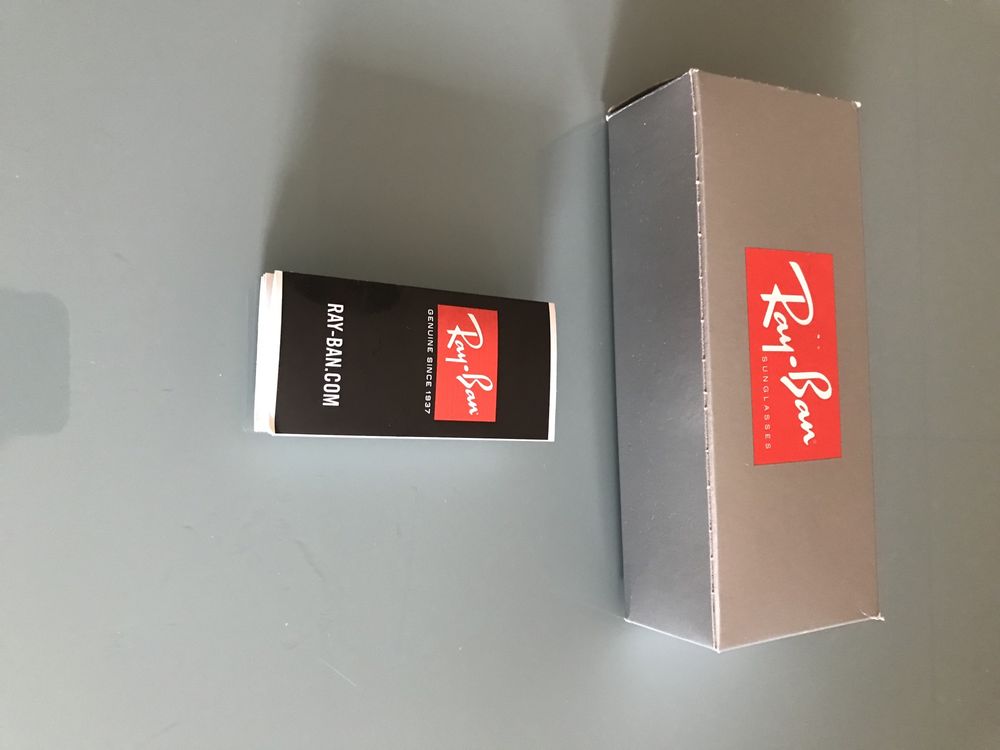 Ray-Ban
GENUINE SINCE 1937
RAY-BAN.COM
Ray-Ban
SUNGLASSES